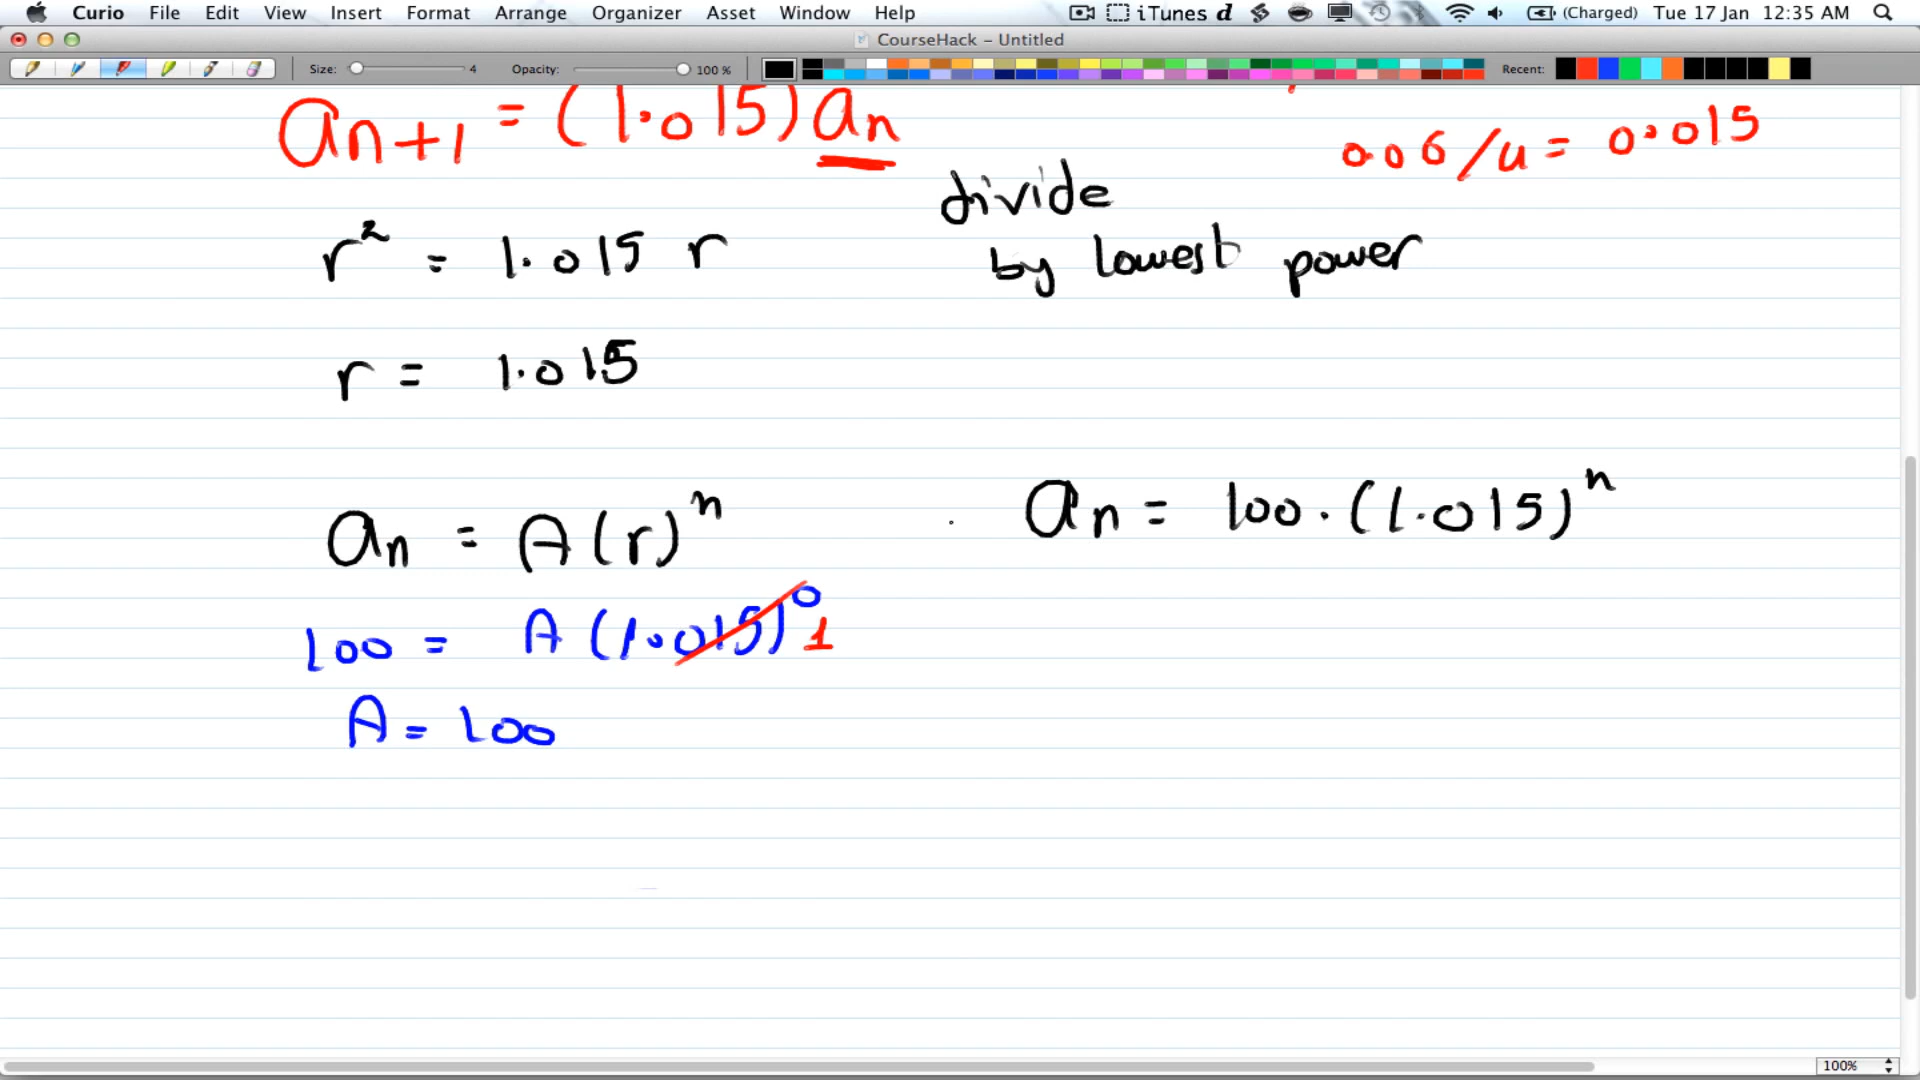 Curio File Edit View Insert Format Arrange Organizer Asset Window Help iTunes d (Charged) Tue 17 Jan 12:35 AM
CourseHack – Untitled
Size: 4 Opacity: 100 % Recent:
an+1 = (1.015) an
0.06/4 = 0.015
divide
r² = 1.015 r
by lowest power
r = 1.015
an = A(r)ⁿ
an = 100 . (1.015)ⁿ
100 = A (1.015)⁰ 1
A = 100
100%